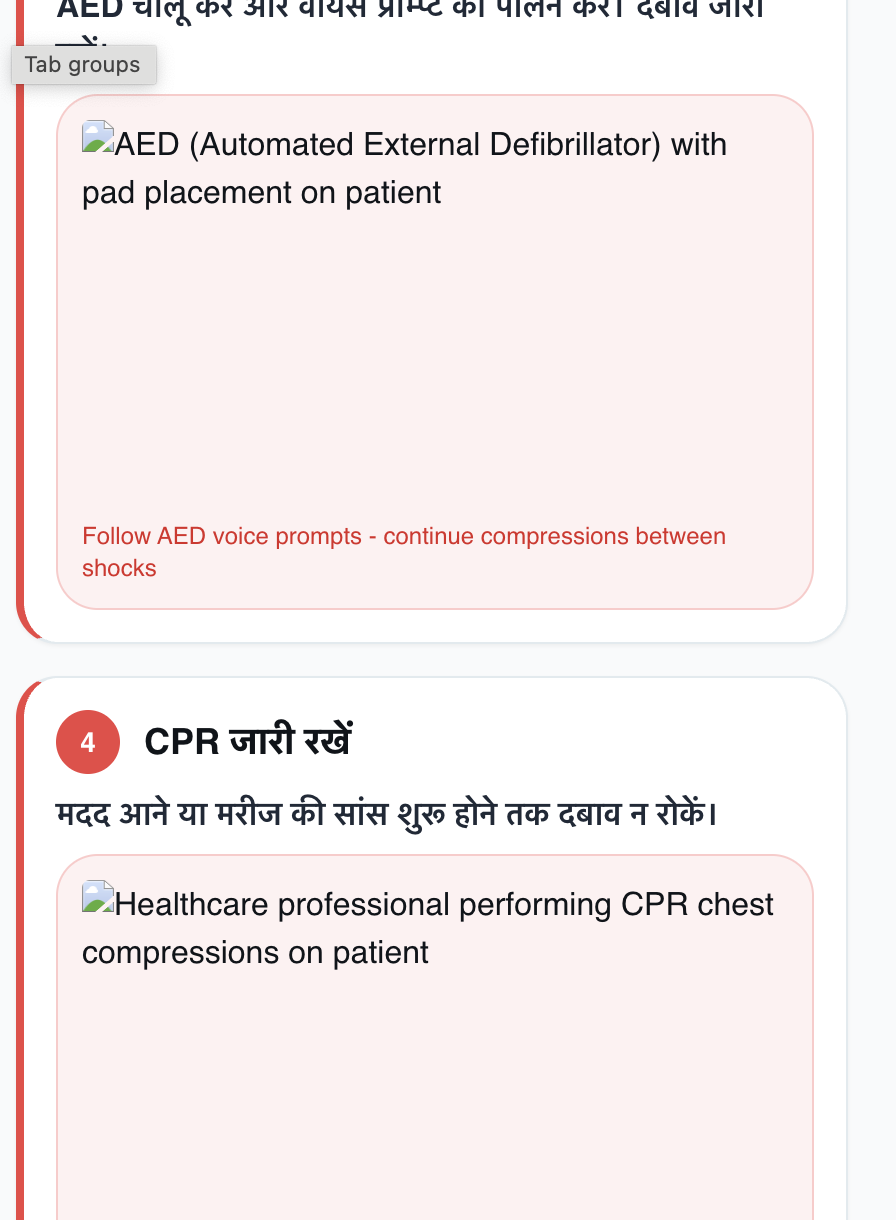 AED चालू करें और वॉयस प्रॉम्प्ट का पालन करें। दबाव जारी
Tab groups
AED (Automated External Defibrillator) with
pad placement on patient
Follow AED voice prompts - continue compressions between
shocks
4 CPR जारी रखें
मदद आने या मरीज की सांस शुरू होने तक दबाव न रोकें।
Healthcare professional performing CPR chest
compressions on patient